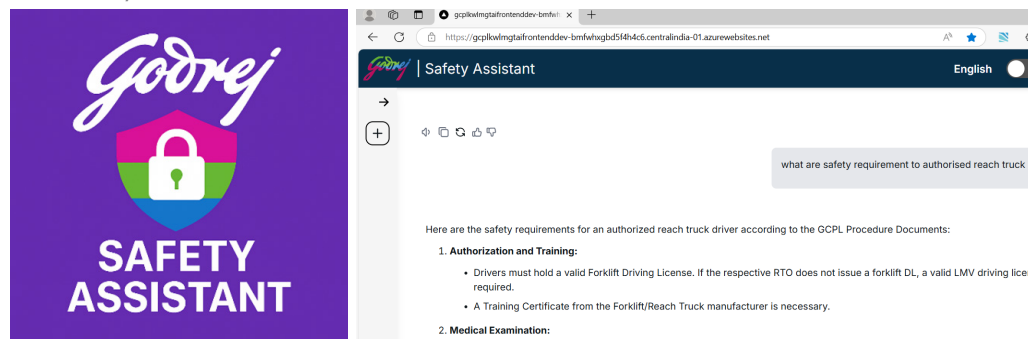 Godrej
SAFETY
ASSISTANT
gcplkwlmgtaifrontenddev-bmfwh
https://gcplkwlmgtaifrontenddev-bmfwhxgbd5f4h4c6.centralindia-01.azurewebsites.net
Godrej | Safety Assistant
English
what are safety requirement to authorised reach truck
Here are the safety requirements for an authorized reach truck driver according to the GCPL Procedure Documents:
1. Authorization and Training:
• Drivers must hold a valid Forklift Driving License. If the respective RTO does not issue a forklift DL, a valid LMV driving lice
required.
• A Training Certificate from the Forklift/Reach Truck manufacturer is necessary.
2. Medical Examination: